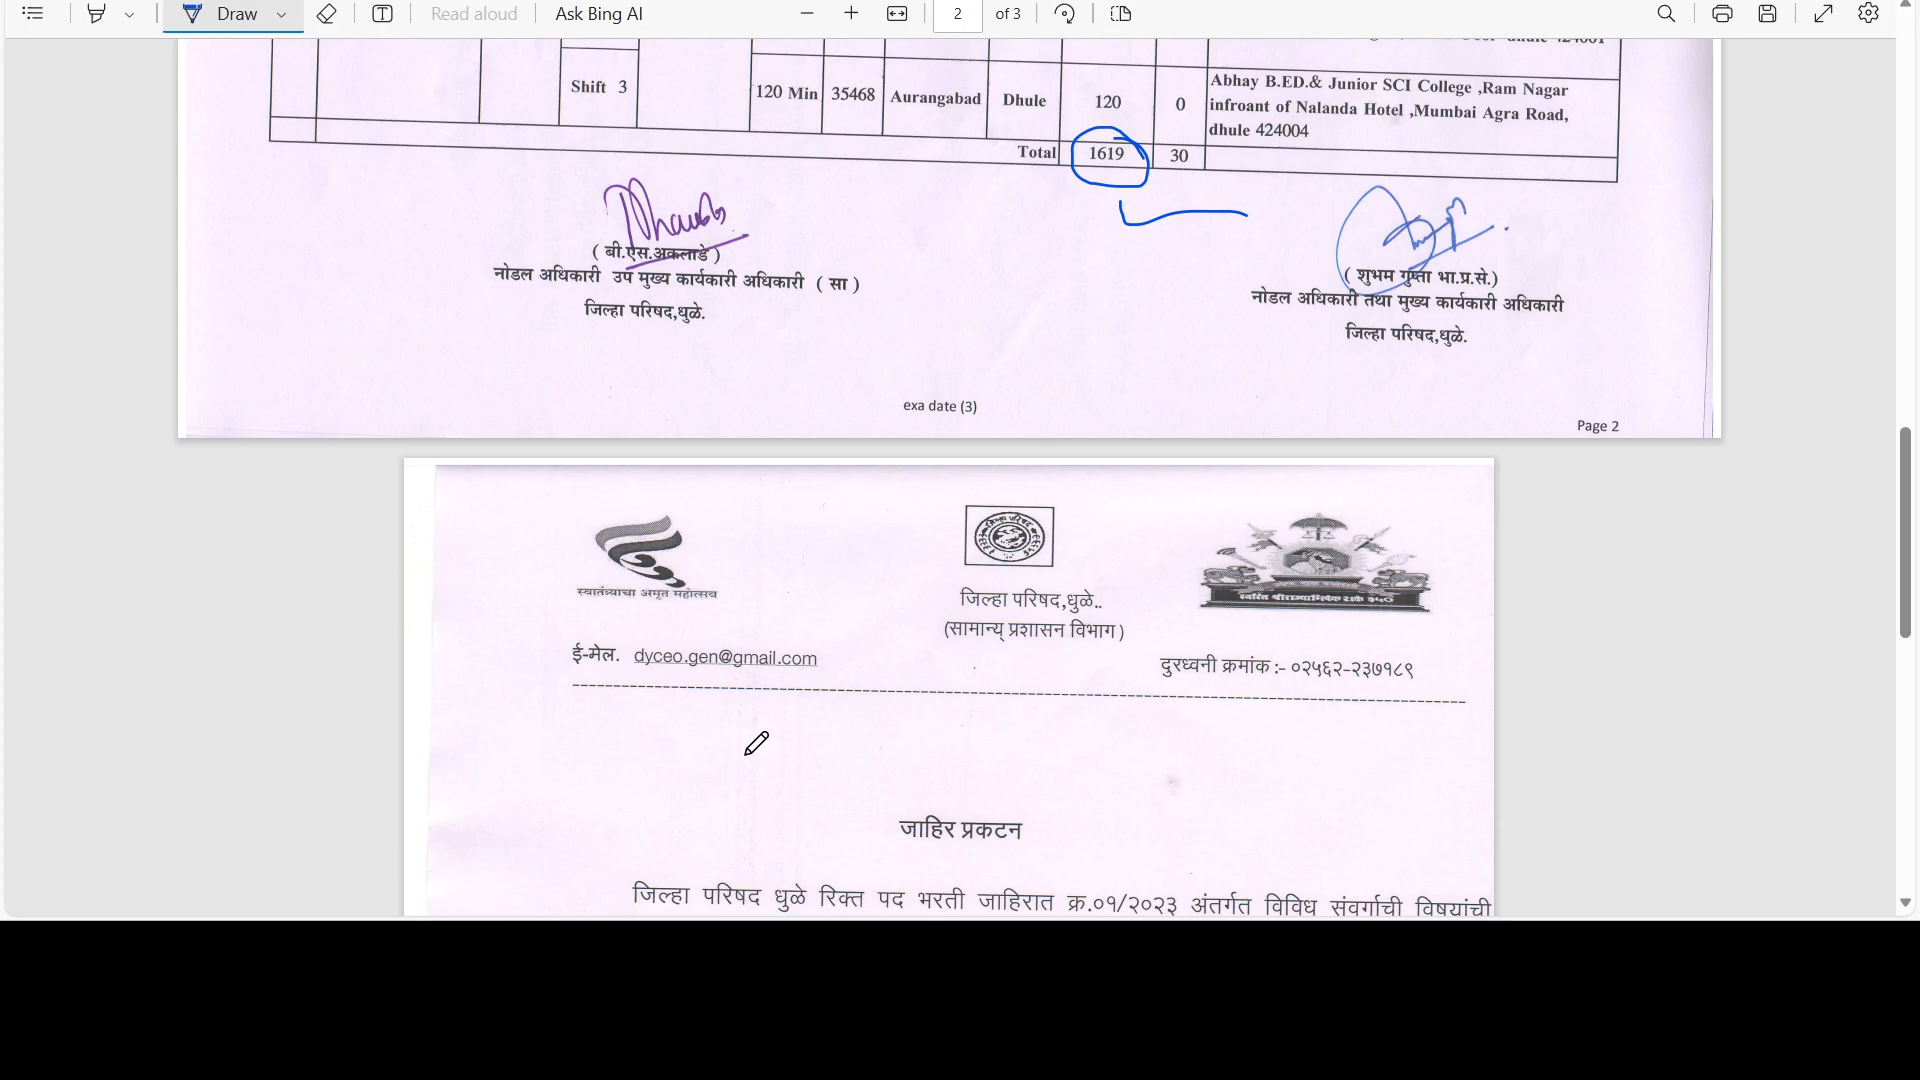 Draw
Read aloud
Ask Bing AI
2
of 3
Shift 3
120 Min
35468
Aurangabad
Dhule
120
0
Abhay B.ED.& Junior SCI College ,Ram Nagar
infroant of Nalanda Hotel ,Mumbai Agra Road,
dhule 424004
Total
1619
30
( बी.एस.अकलाडे )
नोडल अधिकारी उप मुख्य कार्यकारी अधिकारी ( सा )
जिल्हा परिषद,धुळे.
( शुभम गुप्ता भा.प्र.से.)
नोडल अधिकारी तथा मुख्य कार्यकारी अधिकारी
जिल्हा परिषद,धुळे.
exa date (3)
Page 2
स्वातंत्र्याचा अमृत महोत्सव
जिल्हा परिषद,धुळे..
(सामान्य् प्रशासन विभाग)
ई-मेल. dyceo.gen@gmail.com
दुरध्वनी क्रमांक :- ०२५६२-२३७१८९
जाहिर प्रकटन
जिल्हा परिषद धुळे रिक्त पद भरती जाहिरात क्र.०१/२०२३ अंतर्गत विविध संवर्गाची विषयांची